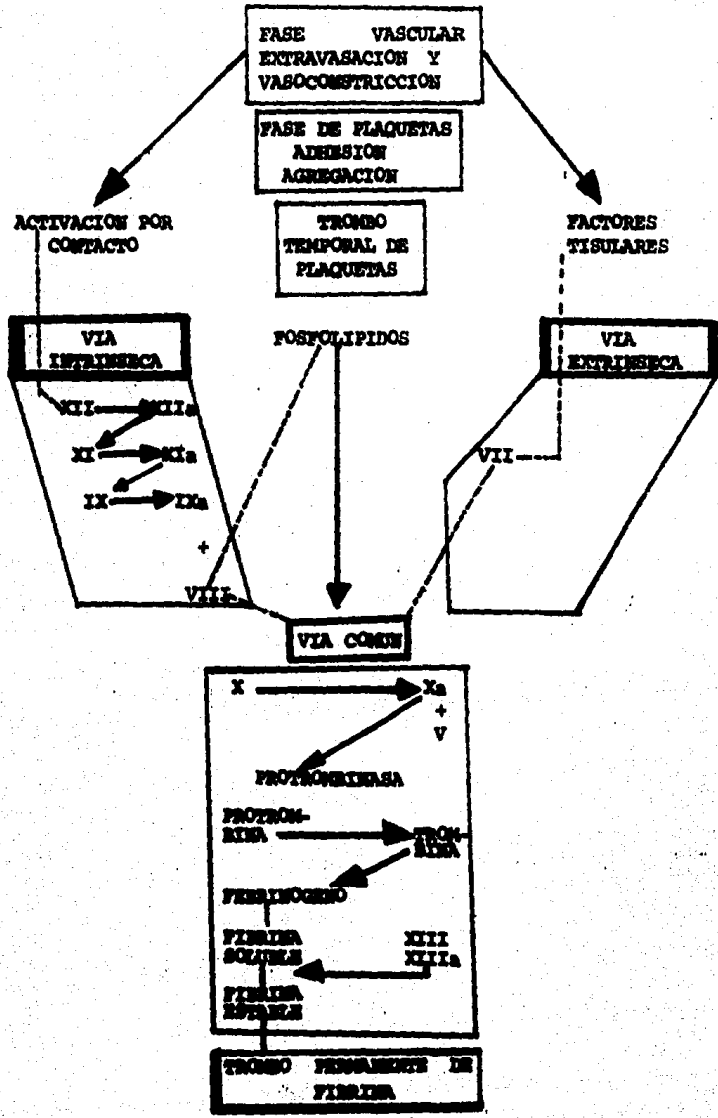 FASE VASCULAR
EXTRAVASACION Y
VASOCONSTRICCION
FASE DE PLAQUETAS
ADHESION
AGREGACION
ACTIVACION POR
CONTACTO
TROMBO
TEMPORAL DE
PLAQUETAS
FACTORES
TISULARES
VIA
INTRINSECA
FOSFOLIPIDOS
VIA
EXTRINSECA
XII XIIa
XI XIa
IX IXa
+
VIII
VII
VIA COMUN
X Xa
+
V
PROTROMBINASA
PROTROM-
BINA
TROM-
BINA
FIBRINOGENO
FIBRINA
SOLUBLE
XIII
XIIIa
FIBRINA
ESTABLE
TROMBO PERMANENTE DE
FIBRINA